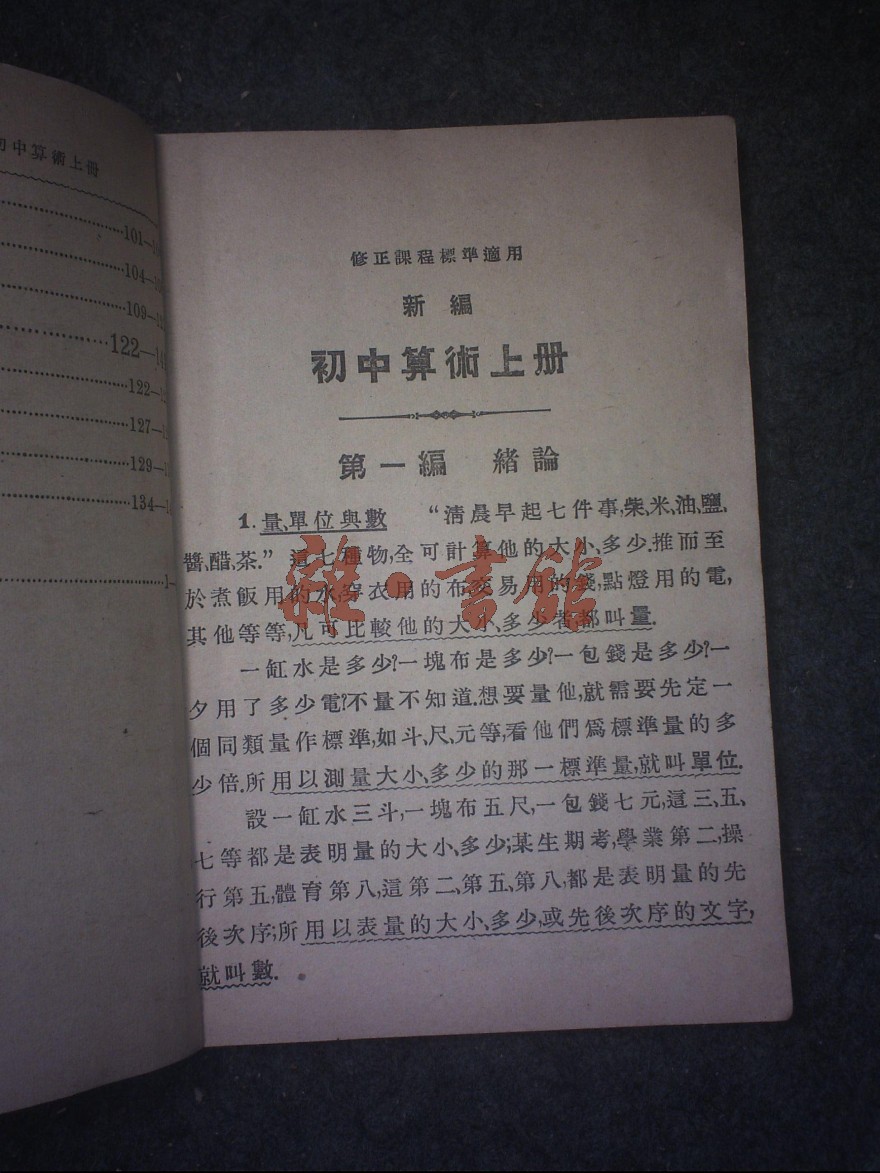 初中算術上冊
101—1
104—
109—1
122—1
122—1
127—1
129—1
134—1
1—
修正課程標準適用
新編
初中算術上册
第一編 緒論
1. 量、單位與數 “清晨早起七件事,柴、米、油、鹽、
醬、醋、茶.” 這七種物,全可計算他的大小、多少.推而至
於煮飯用的水,穿衣用的布,交易用的錢,點燈用的電,
其他等等,凡可比較他的大小、多少者,都叫量.
一缸水是多少?一塊布是多少?一包錢是多少?一
夕用了多少電?不量不知道.想要量他,就需要先定一
個同類量作標準,如斗、尺、元等,看他們爲標準量的多
少倍.所用以測量大小、多少的那一標準量,就叫單位.
設一缸水三斗,一塊布五尺,一包錢七元,這三、五、
七等都是表明量的大小、多少;某生期考,學業第二,操
行第五,體育第八,這第二、第五、第八,都是表明量的先
後次序;所用以表量的大小、多少,或先後次序的文字,
就叫數.
雜·書館